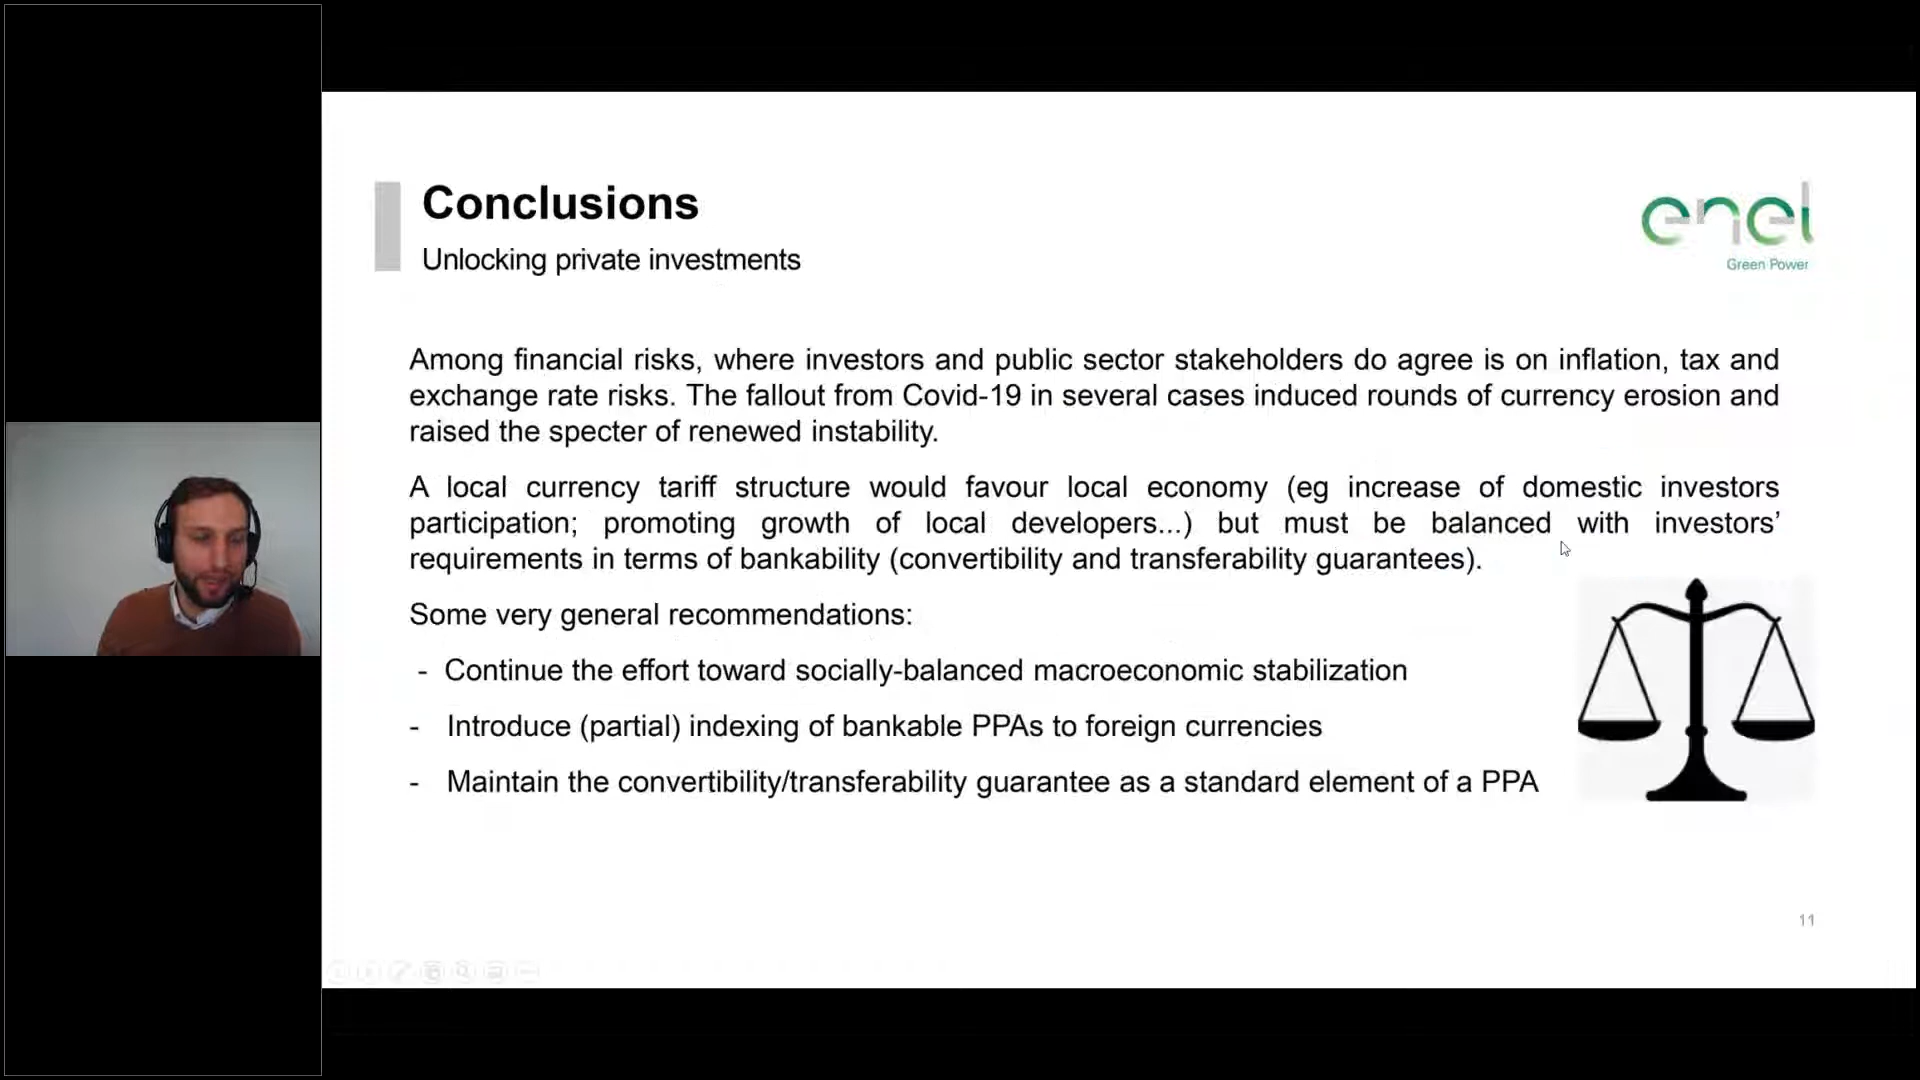 Conclusions
Unlocking private investments
enel
Green Power
Among financial risks, where investors and public sector stakeholders do agree is on inflation, tax and
exchange rate risks. The fallout from Covid-19 in several cases induced rounds of currency erosion and
raised the specter of renewed instability.
A local currency tariff structure would favour local economy (eg increase of domestic investors
participation; promoting growth of local developers...) but must be balanced with investors’
requirements in terms of bankability (convertibility and transferability guarantees).
Some very general recommendations:
- Continue the effort toward socially-balanced macroeconomic stabilization
- Introduce (partial) indexing of bankable PPAs to foreign currencies
- Maintain the convertibility/transferability guarantee as a standard element of a PPA
11